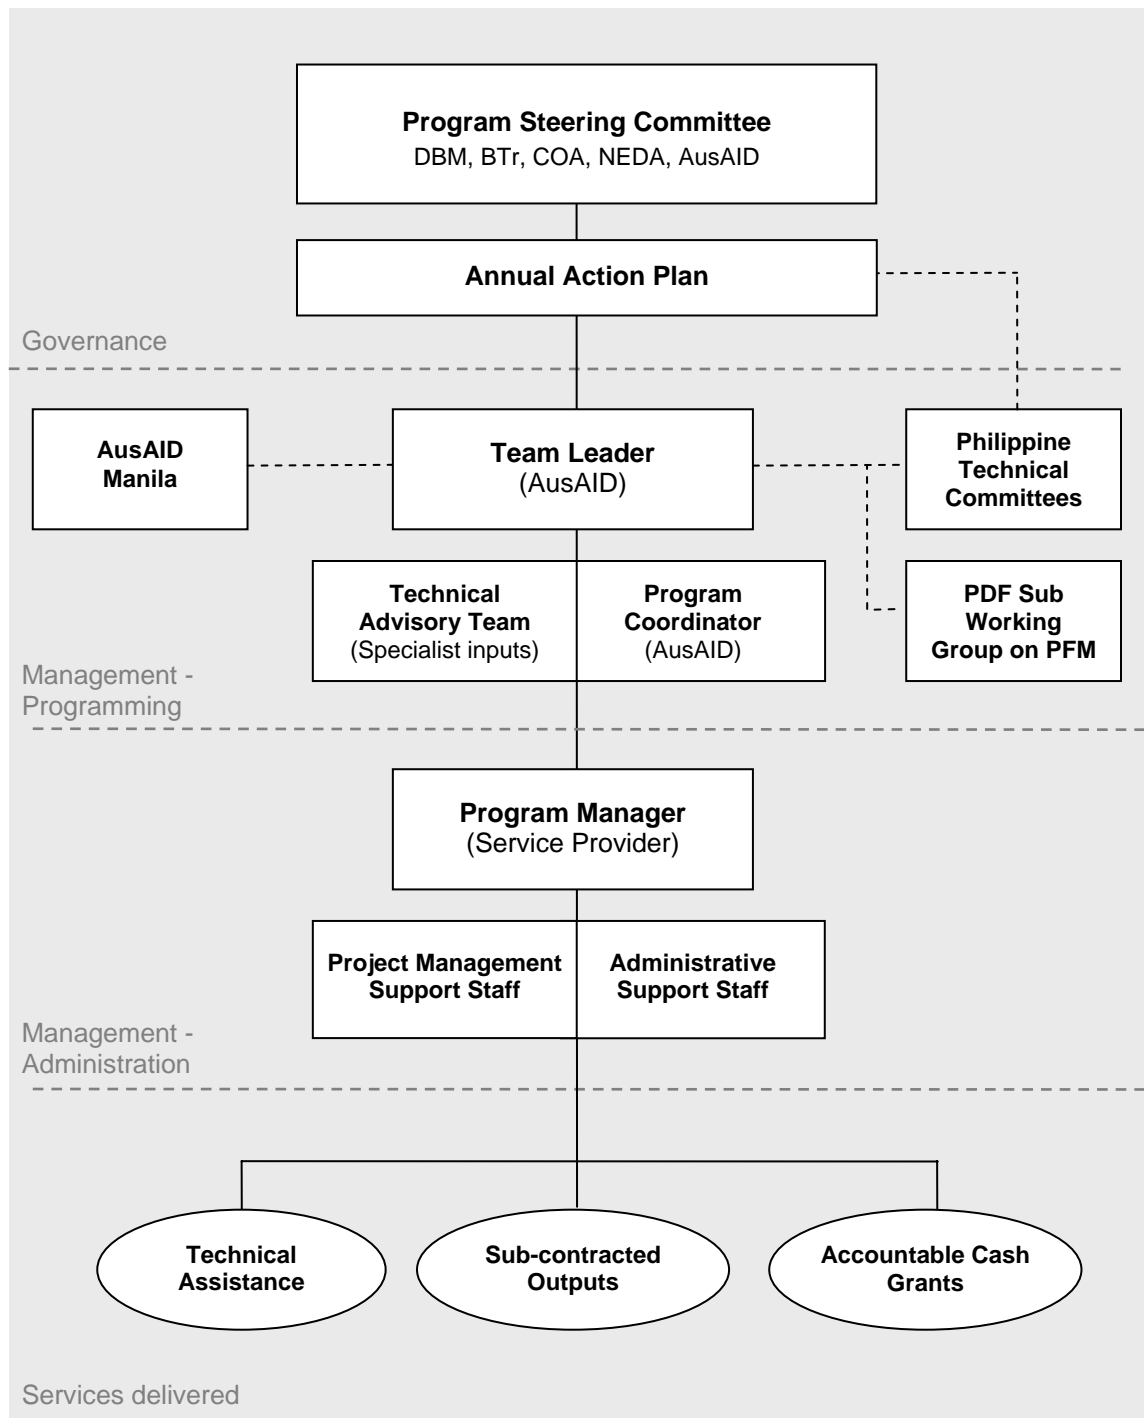 Program Steering Committee
DBM, BTr, COA, NEDA, AusAID
Annual Action Plan
Governance
AusAID
Manila
Team Leader
(AusAID)
Philippine
Technical
Committees
Technical
Advisory Team
(Specialist inputs)
Program
Coordinator
(AusAID)
PDF Sub
Working
Group on PFM
Management -
Programming
Program Manager
(Service Provider)
Project Management
Support Staff
Administrative
Support Staff
Management -
Administration
Technical
Assistance
Sub-contracted
Outputs
Accountable Cash
Grants
Services delivered